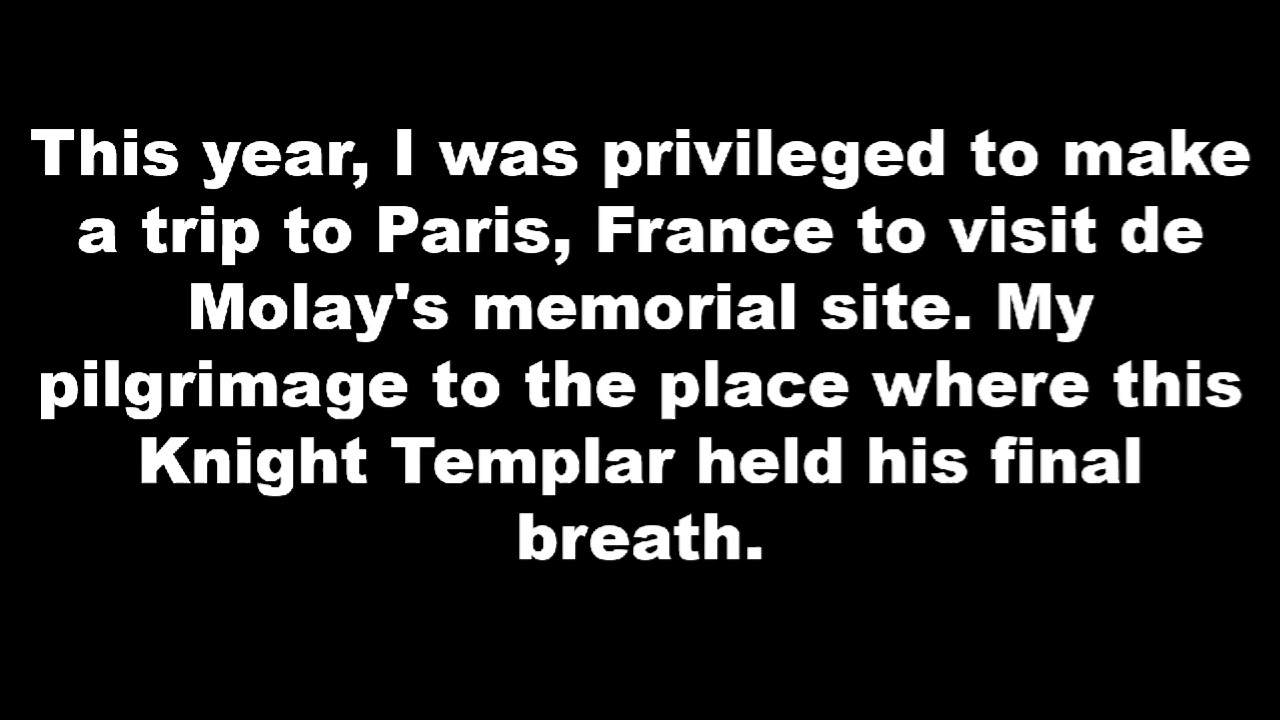 This year, I was privileged to make
a trip to Paris, France to visit de
Molay's memorial site. My
pilgrimage to the place where this
Knight Templar held his final
breath.